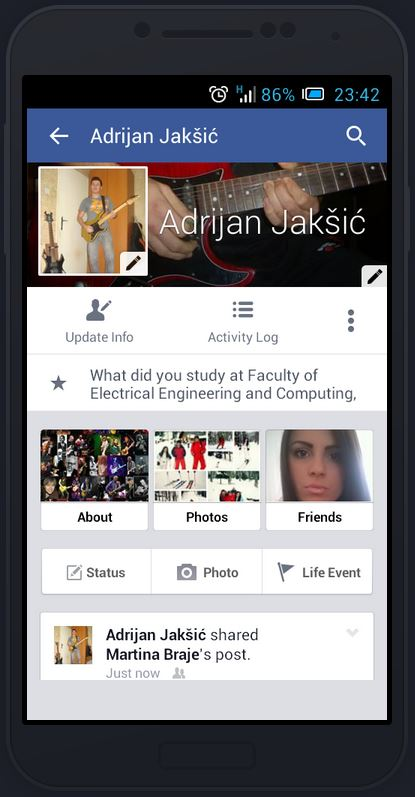 H 86% 23:42
Adrijan Jakšić
Adrijan Jakšić
Update Info
Activity Log
What did you study at Faculty of
Electrical Engineering and Computing,
About
Photos
Friends
Status
Photo
Life Event
Adrijan Jakšić shared
Martina Braje's post.
Just now